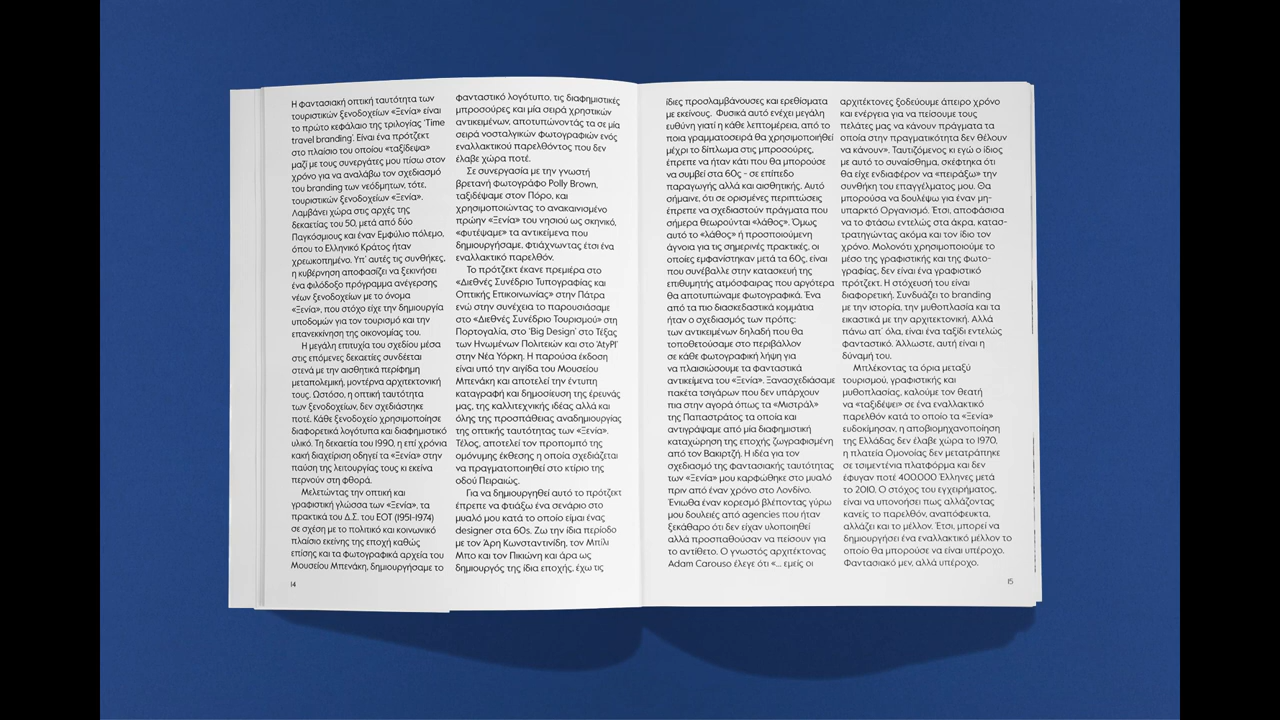 Η φαντασιακή οπτική ταυτότητα των
τουριστικών ξενοδοχείων «Ξενία» είναι
το πρώτο κεφάλαιο της τριλογίας 'Time
travel branding'. Είναι ένα πρότζεκτ
στο πλαίσιο του οποίου «ταξίδεψα»
μαζί με τους συνεργάτες μου πίσω στον
χρόνο για να αναλάβω τον σχεδιασμό
του branding των νεόδμητων, τότε,
τουριστικών ξενοδοχείων «Ξενία».
Λαμβάνει χώρα στις αρχές της
δεκαετίας του 50, μετά από δύο
Παγκόσμιους και έναν Εμφύλιο πόλεμο,
όπου το Ελληνικό Κράτος ήταν
χρεωκοπημένο. Υπ' αυτές τις συνθήκες,
η κυβέρνηση αποφασίζει να ξεκινήσει
ένα φιλόδοξο πρόγραμμα ανέγερσης
νέων ξενοδοχείων με το όνομα
«Ξενία», που στόχο είχε την δημιουργία
υποδομών για τον τουρισμό και την
επανεκκίνηση της οικονομίας του.
Η μεγάλη επιτυχία του σχεδίου μέσα
στις επόμενες δεκαετίες συνδέεται
στενά με την αισθητικά περίφημη
μεταπολεμική, μοντέρνα αρχιτεκτονική
τους. Ωστόσο, η οπτική ταυτότητα
των ξενοδοχείων, δεν σχεδιάστηκε
ποτέ. Κάθε ξενοδοχείο χρησιμοποίησε
διαφορετικά λογότυπα και διαφημιστικό
υλικό. Τη δεκαετία του 1990, η επί χρόνια
κακή διαχείριση οδηγεί τα «Ξενία» στην
παύση της λειτουργίας τους κι εκείνα
περνούν στη φθορά.
Μελετώντας την οπτική και
γραφιστική γλώσσα των «Ξενία», τα
πρακτικά του Δ.Σ. του ΕΟΤ (1951-1974)
σε σχέση με το πολιτικό και κοινωνικό
πλαίσιο εκείνης της εποχή καθώς
επίσης και τα φωτογραφικά αρχεία του
Μουσείου Μπενάκη, δημιουργήσαμε το
14
φανταστικό λογότυπο, τις διαφημιστικές
μπροσούρες και μία σειρά χρηστικών
αντικειμένων, αποτυπώνοντάς τα σε μία
σειρά νοσταλγικών φωτογραφιών ενός
εναλλακτικού παρελθόντος που δεν
έλαβε χώρα ποτέ.
Σε συνεργασία με την γνωστή
βρετανή φωτογράφο Polly Brown,
ταξιδέψαμε στον Πόρο, και
χρησιμοποιώντας το ανακαινισμένο
πρώην «Ξενία» του νησιού ως σκηνικό,
«φυτέψαμε» τα αντικείμενα που
δημιουργήσαμε, φτιάχνωντας έτσι ένα
εναλλακτικό παρελθόν.
Το πρότζεκτ έκανε πρεμιέρα στο
«Διεθνές Συνέδριο Τυπογραφίας και
Οπτικής Επικοινωνίας» στην Πάτρα
ενώ στην συνέχεια το παρουσιάσαμε
στο «Διεθνές Συνέδριο Τουρισμού» στη
Πορτογαλία, στο 'Big Design' στο Τέξας
των Ηνωμένων Πολιτειών και στο 'AtyPI'
στην Νέα Υόρκη. Η παρούσα έκδοση
είναι υπό την αιγίδα του Μουσείου
Μπενάκη και αποτελεί την έντυπη
καταγραφή και δημοσίευση της έρευνάς
μας, της καλλιτεχνικής ιδέας αλλά και
όλης της προσπάθειας αναδημιουργίας
της οπτικής ταυτότητας των «Ξενία».
Τέλος, αποτελεί τον προπομπό της
ομόνυμης έκθεσης η οποία σχεδιάζεται
να πραγματοποιηθεί στο κτίριο της
οδού Πειραιώς.
Για να δημιουργηθεί αυτό το πρότζεκτ
έπρεπε να φτιάξω ένα σενάριο στο
μυαλό μου κατά το οποίο είμαι ένας
designer στα 60s. Ζω την ίδια περίοδο
με τον Άρη Κωνσταντινίδη, τον Μπίλι
Μπο και τον Πικιώνη και άρα ως
δημιουργός της ίδια εποχής, έχω τις
ίδιες προσλαμβάνουσες και ερεθίσματα
με εκείνους. Φυσικά αυτό ενέχει μεγάλη
ευθύνη γιατί η κάθε λεπτομέρεια, από το
ποια γραμματοσειρά θα χρησιμοποιηθεί
μέχρι το δίπλωμα στις μπροσούρες,
έπρεπε να ήταν κάτι που θα μπορούσε
να συμβεί στα 60ς - σε επίπεδο
παραγωγής αλλά και αισθητικής. Αυτό
σήμαινε, ότι σε ορισμένες περιπτώσεις
έπρεπε να σχεδιαστούν πράγματα που
σήμερα θεωρούνται «λάθος». Όμως
αυτό το «λάθος» ή προσποιούμενη
άγνοια για τις σημερινές πρακτικές, οι
οποίες εμφανίστηκαν μετά τα 60ς, είναι
που συνέβαλλε στην κατασκευή της
επιθυμητής ατμόσφαιρας που αργότερα
θα αποτυπώναμε φωτογραφικά. Ένα
από τα πιο διασκεδαστικά κομμάτια
ήταν ο σχεδιασμός των πρότις:
των αντικειμένων δηλαδή που θα
τοποθετούσαμε στο περιβάλλον
σε κάθε φωτογραφική λήψη για
να πλαισιώσουμε τα φανταστικά
αντικείμενα του «Ξενία». Ξανασχεδιάσαμε
πακέτα τσιγάρων που δεν υπάρχουν
πια στην αγορά όπως τα «Μιστράλ»
της Παπαστράτος τα οποία και
αντιγράψαμε από μία διαφημιστική
καταχώρηση της εποχής ζωγραφισμένη
από τον Βακιρτζή. Η ιδέα για τον
σχεδιασμό της φαντασιακής ταυτότητας
των «Ξενία» μου καρφώθηκε στο μυαλό
πριν από έναν χρόνο στο Λονδίνο.
Ένιωθα έναν κορεσμό βλέποντας γύρω
μου δουλειές από agencies που ήταν
ξεκάθαρο ότι δεν είχαν υλοποιηθεί
αλλά προσπαθούσαν να πείσουν για
το αντίθετο. Ο γνωστός αρχιτέκτονας
Adam Carouso έλεγε ότι «... εμείς οι
αρχιτέκτονες ξοδεύουμε άπειρο χρόνο
και ενέργεια για να πείσουμε τους
πελάτες μας να κάνουν πράγματα τα
οποία στην πραγματικότητα δεν θέλουν
να κάνουν». Ταυτιζόμενος κι εγώ ο ίδιος
με αυτό το συναίσθημα, σκέφτηκα ότι
θα είχε ενδιαφέρον να «πειράξω» την
συνθήκη του επαγγέλματος μου. Θα
μπορούσα να δουλέψω για έναν μη-
υπαρκτό Οργανισμό. Έτσι, αποφάσισα
να το φτάσω εντελώς στα άκρα, κατασ-
τρατηγώντας ακόμα και τον ίδιο τον
χρόνο. Μολονότι χρησιμοποιούμε το
μέσο της γραφιστικής και της φωτο-
γραφίας, δεν είναι ένα γραφιστικό
πρότζεκτ. Η στόχευσή του είναι
διαφορετική. Συνδυάζει το branding
με την ιστορία, την μυθοπλασία και τα
εικαστικά με την αρχιτεκτονική. Αλλά
πάνω απ' όλα, είναι ένα ταξίδι εντελώς
φανταστικό. Άλλωστε, αυτή είναι η
δύναμή του.
Μπλέκοντας τα όρια μεταξύ
τουρισμού, γραφιστικής και
μυθοπλασίας, καλούμε τον θεατή
να «ταξιδέψει» σε ένα εναλλακτικό
παρελθόν κατά το οποίο τα «Ξενία»
ευδοκίμησαν, η αποβιομηχανοποίηση
της Ελλάδας δεν έλαβε χώρα το 1970,
η πλατεία Ομονοίας δεν μετατράπηκε
σε τσιμεντένια πλατφόρμα και δεν
έφυγαν ποτέ 400.000 Έλληνες μετά
το 2010. Ο στόχος του εγχειρήματος,
είναι να υπονοήσει πως αλλάζοντας
κανείς το παρελθόν, αναπόφευκτα,
αλλάζει και το μέλλον. Έτσι, μπορεί να
δημιουργήσει ένα εναλλακτικό μέλλον το
οποίο θα μπορούσε να είναι υπέροχο.
Φαντασιακό μεν, αλλά υπέροχο.
15